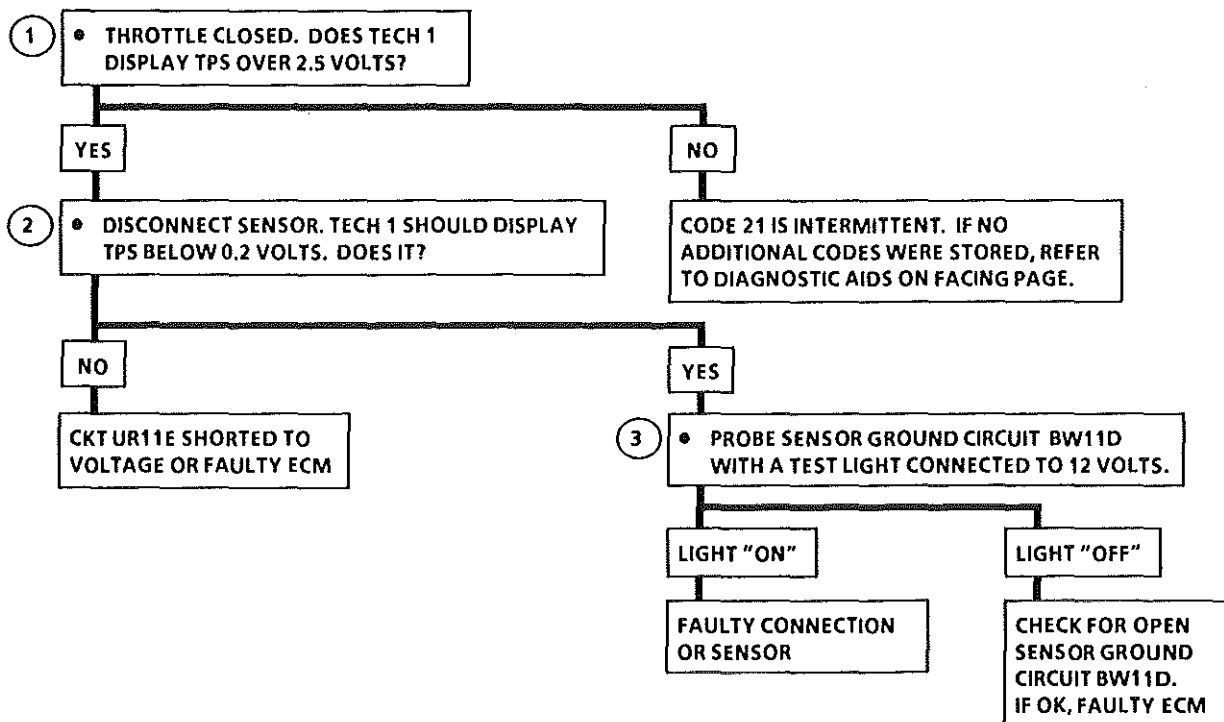 1
• THROTTLE CLOSED. DOES TECH 1
DISPLAY TPS OVER 2.5 VOLTS?
YES
NO
2
• DISCONNECT SENSOR. TECH 1 SHOULD DISPLAY
TPS BELOW 0.2 VOLTS. DOES IT?
CODE 21 IS INTERMITTENT. IF NO
ADDITIONAL CODES WERE STORED, REFER
TO DIAGNOSTIC AIDS ON FACING PAGE.
NO
YES
CKT UR11E SHORTED TO
VOLTAGE OR FAULTY ECM
3
• PROBE SENSOR GROUND CIRCUIT BW11D
WITH A TEST LIGHT CONNECTED TO 12 VOLTS.
LIGHT "ON"
LIGHT "OFF"
FAULTY CONNECTION
OR SENSOR
CHECK FOR OPEN
SENSOR GROUND
CIRCUIT BW11D.
IF OK, FAULTY ECM